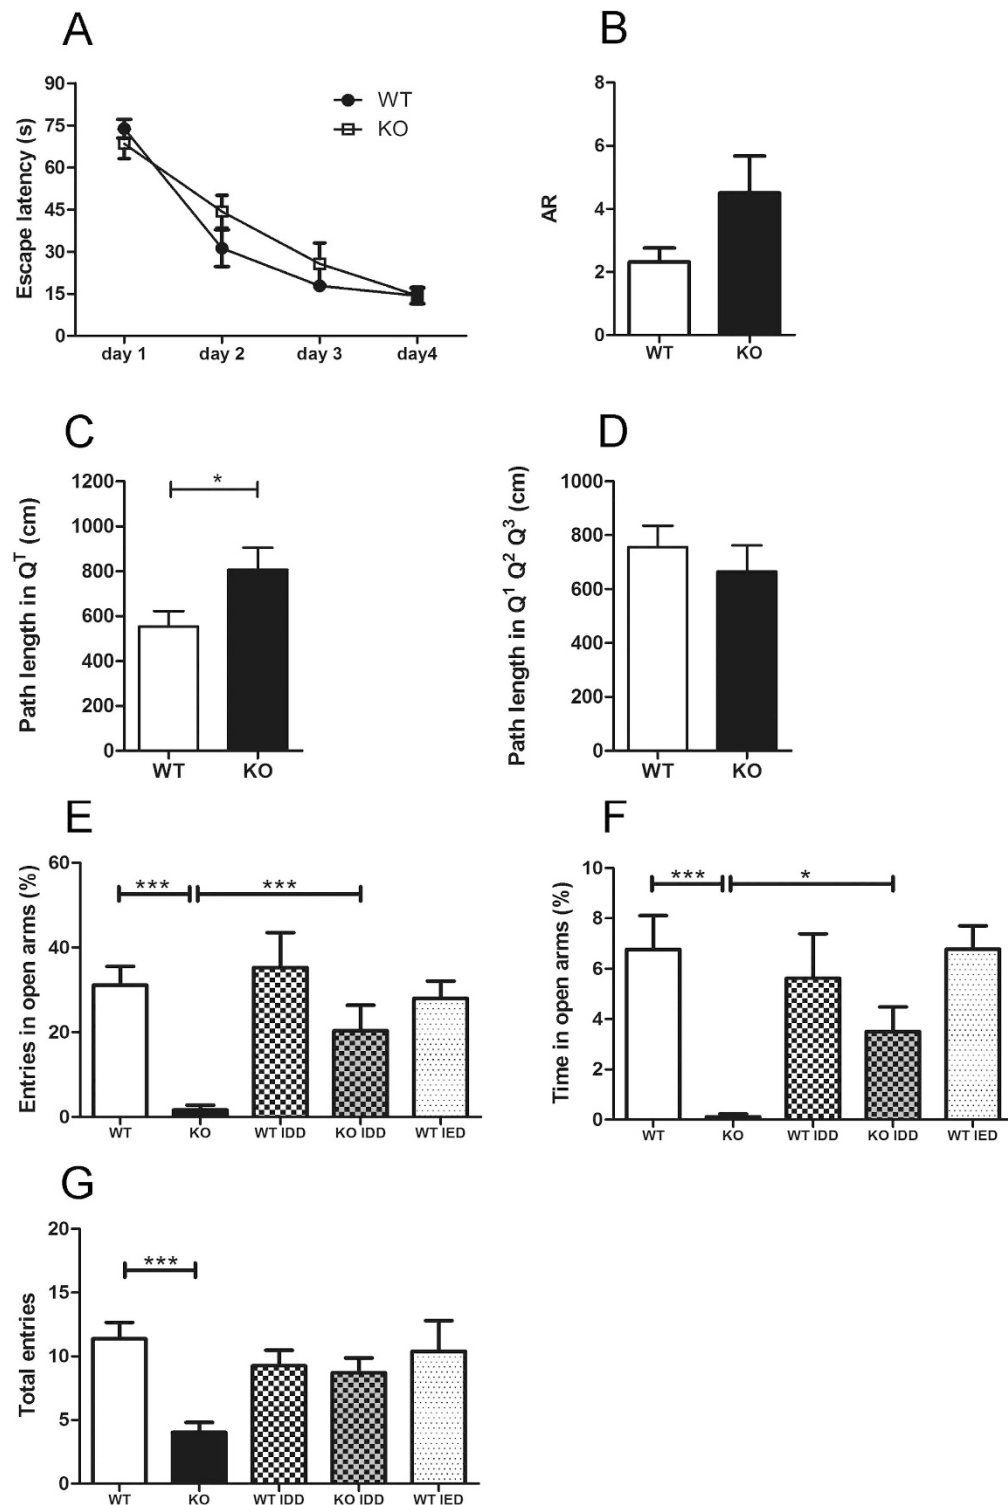 A
Escape latency (s)
90
75
60
45
30
15
0
day 1 day 2 day 3 day4
WT
KO
B
AR
8
6
4
2
0
WT KO
C
Path length in Q^T (cm)
1200
1000
800
600
400
200
0
*
WT KO
D
Path length in Q^1 Q^2 Q^3 (cm)
1000
800
600
400
200
0
WT KO
E
Entries in open arms (%)
60
40
20
0
*** ***
WT KO WT IDD KO IDD WT IED
F
Time in open arms (%)
10
8
6
4
2
0
*** *
WT KO WT IDD KO IDD WT IED
G
Total entries
20
15
10
5
0
***
WT KO WT IDD KO IDD WT IED